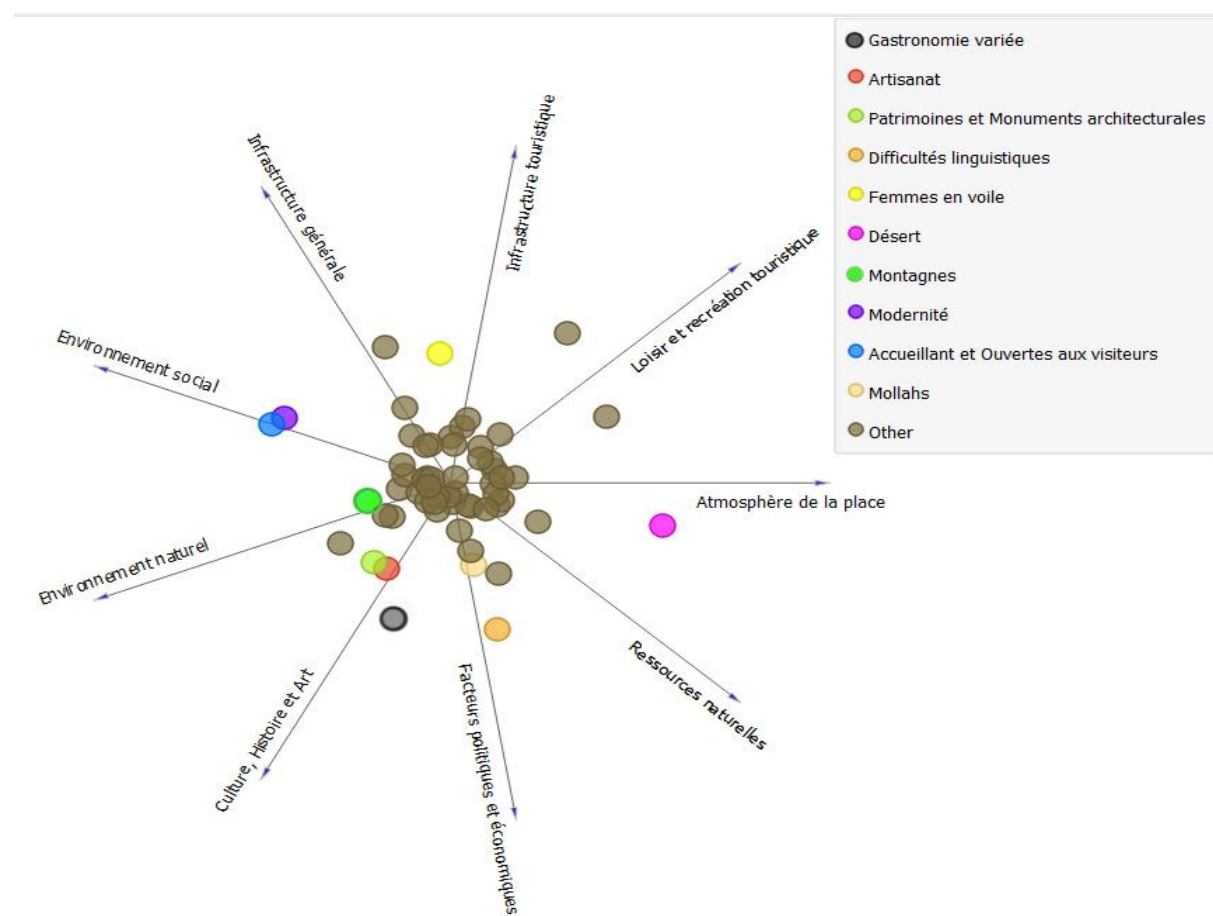 Gastronomie variée
Artisanat
Patrimoines et Monuments architecturales
Difficultés linguistiques
Femmes en voile
Désert
Montagnes
Modernité
Accueillant et Ouvertes aux visiteurs
Mollahs
Other
Infrastructure générale
Infrastructure touristique
Loisir et recréation touristique
Environnement social
Atmosphère de la place
Environnement naturel
Culture, Histoire et Art
Facteurs politiques et économiques
Ressources naturelles